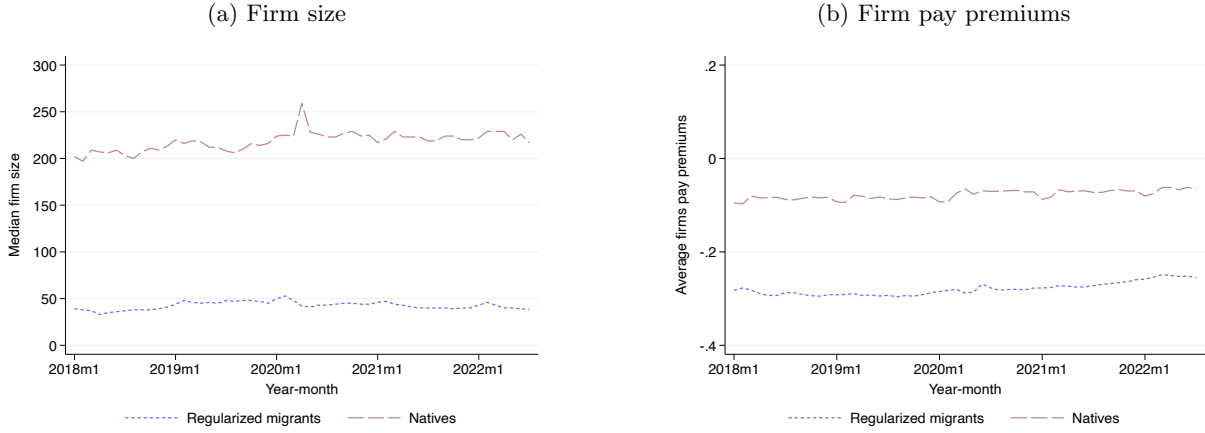 (a) Firm size
300
250
200
150
100
50
0
Median firm size
2018m1 2019m1 2020m1 2021m1 2022m1
Year-month
Regularized migrants Natives
(b) Firm pay premiums
.2
0
-.2
-.4
Average firms pay premiums
2018m1 2019m1 2020m1 2021m1 2022m1
Year-month
Regularized migrants Natives